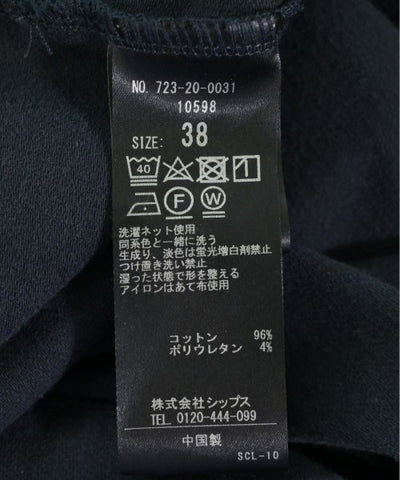 NO. 723-20-0031
10598
SIZE: 38
40
F W
洗濯ネット使用
同系色と一緒に洗う
生成り、淡色は蛍光増白剤禁止
つけ置き洗い禁止
湿った状態で形を整える
アイロンはあて布使用
コットン 96%
ポリウレタン 4%
株式会社シップス
TEL 0120-444-099
中国製
SCL-10